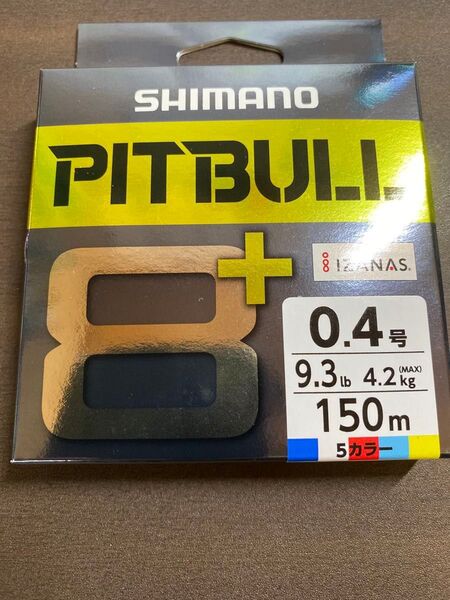 SHIMANO
PITBULL
8+
IZANAS®
0.4号
9.3lb 4.2kg(MAX)
150m
5カラー